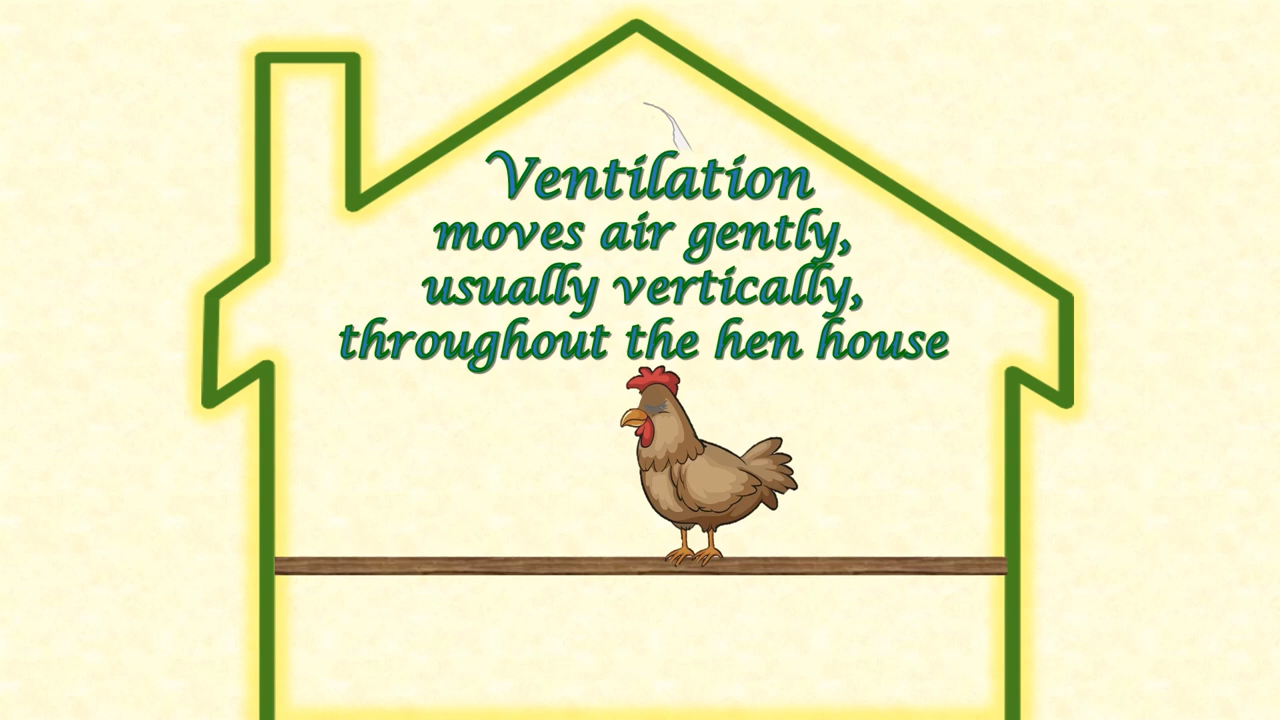 Ventilation
moves air gently,
usually vertically,
throughout the hen house